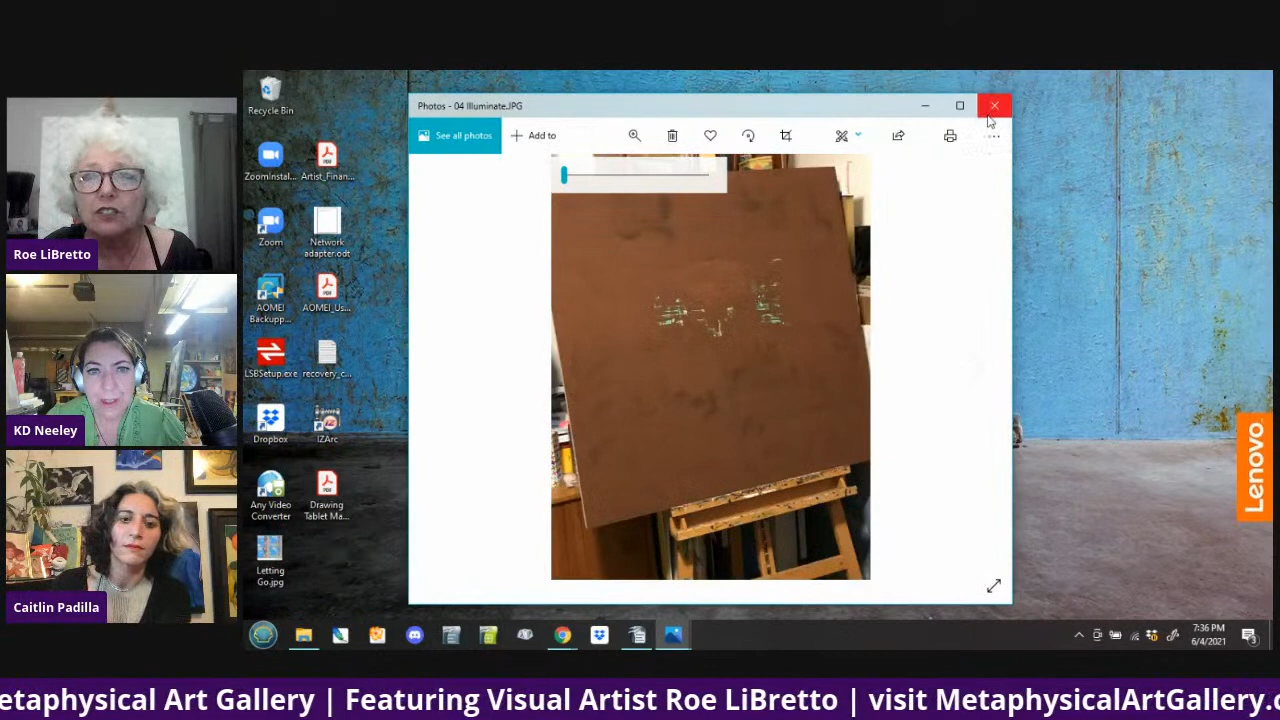 Roe LiBretto
KD Neeley
Caitlin Padilla
Recycle Bin
ZoomInstal...
Artist_Finan...
Zoom
Network
adapter.odt
AOMEI
Backupp...
AOMEI_Us...
LSBSetup.exe
recovery_c...
Dropbox
IZArc
Any Video
Converter
Drawing
Tablet Ma...
Letting
Go.jpg
Photos - 04 Illuminate.JPG
See all photos
Add to
Lenovo
7:36 PM
6/4/2021
etaphysical Art Gallery | Featuring Visual Artist Roe LiBretto | visit MetaphysicalArtGallery.c